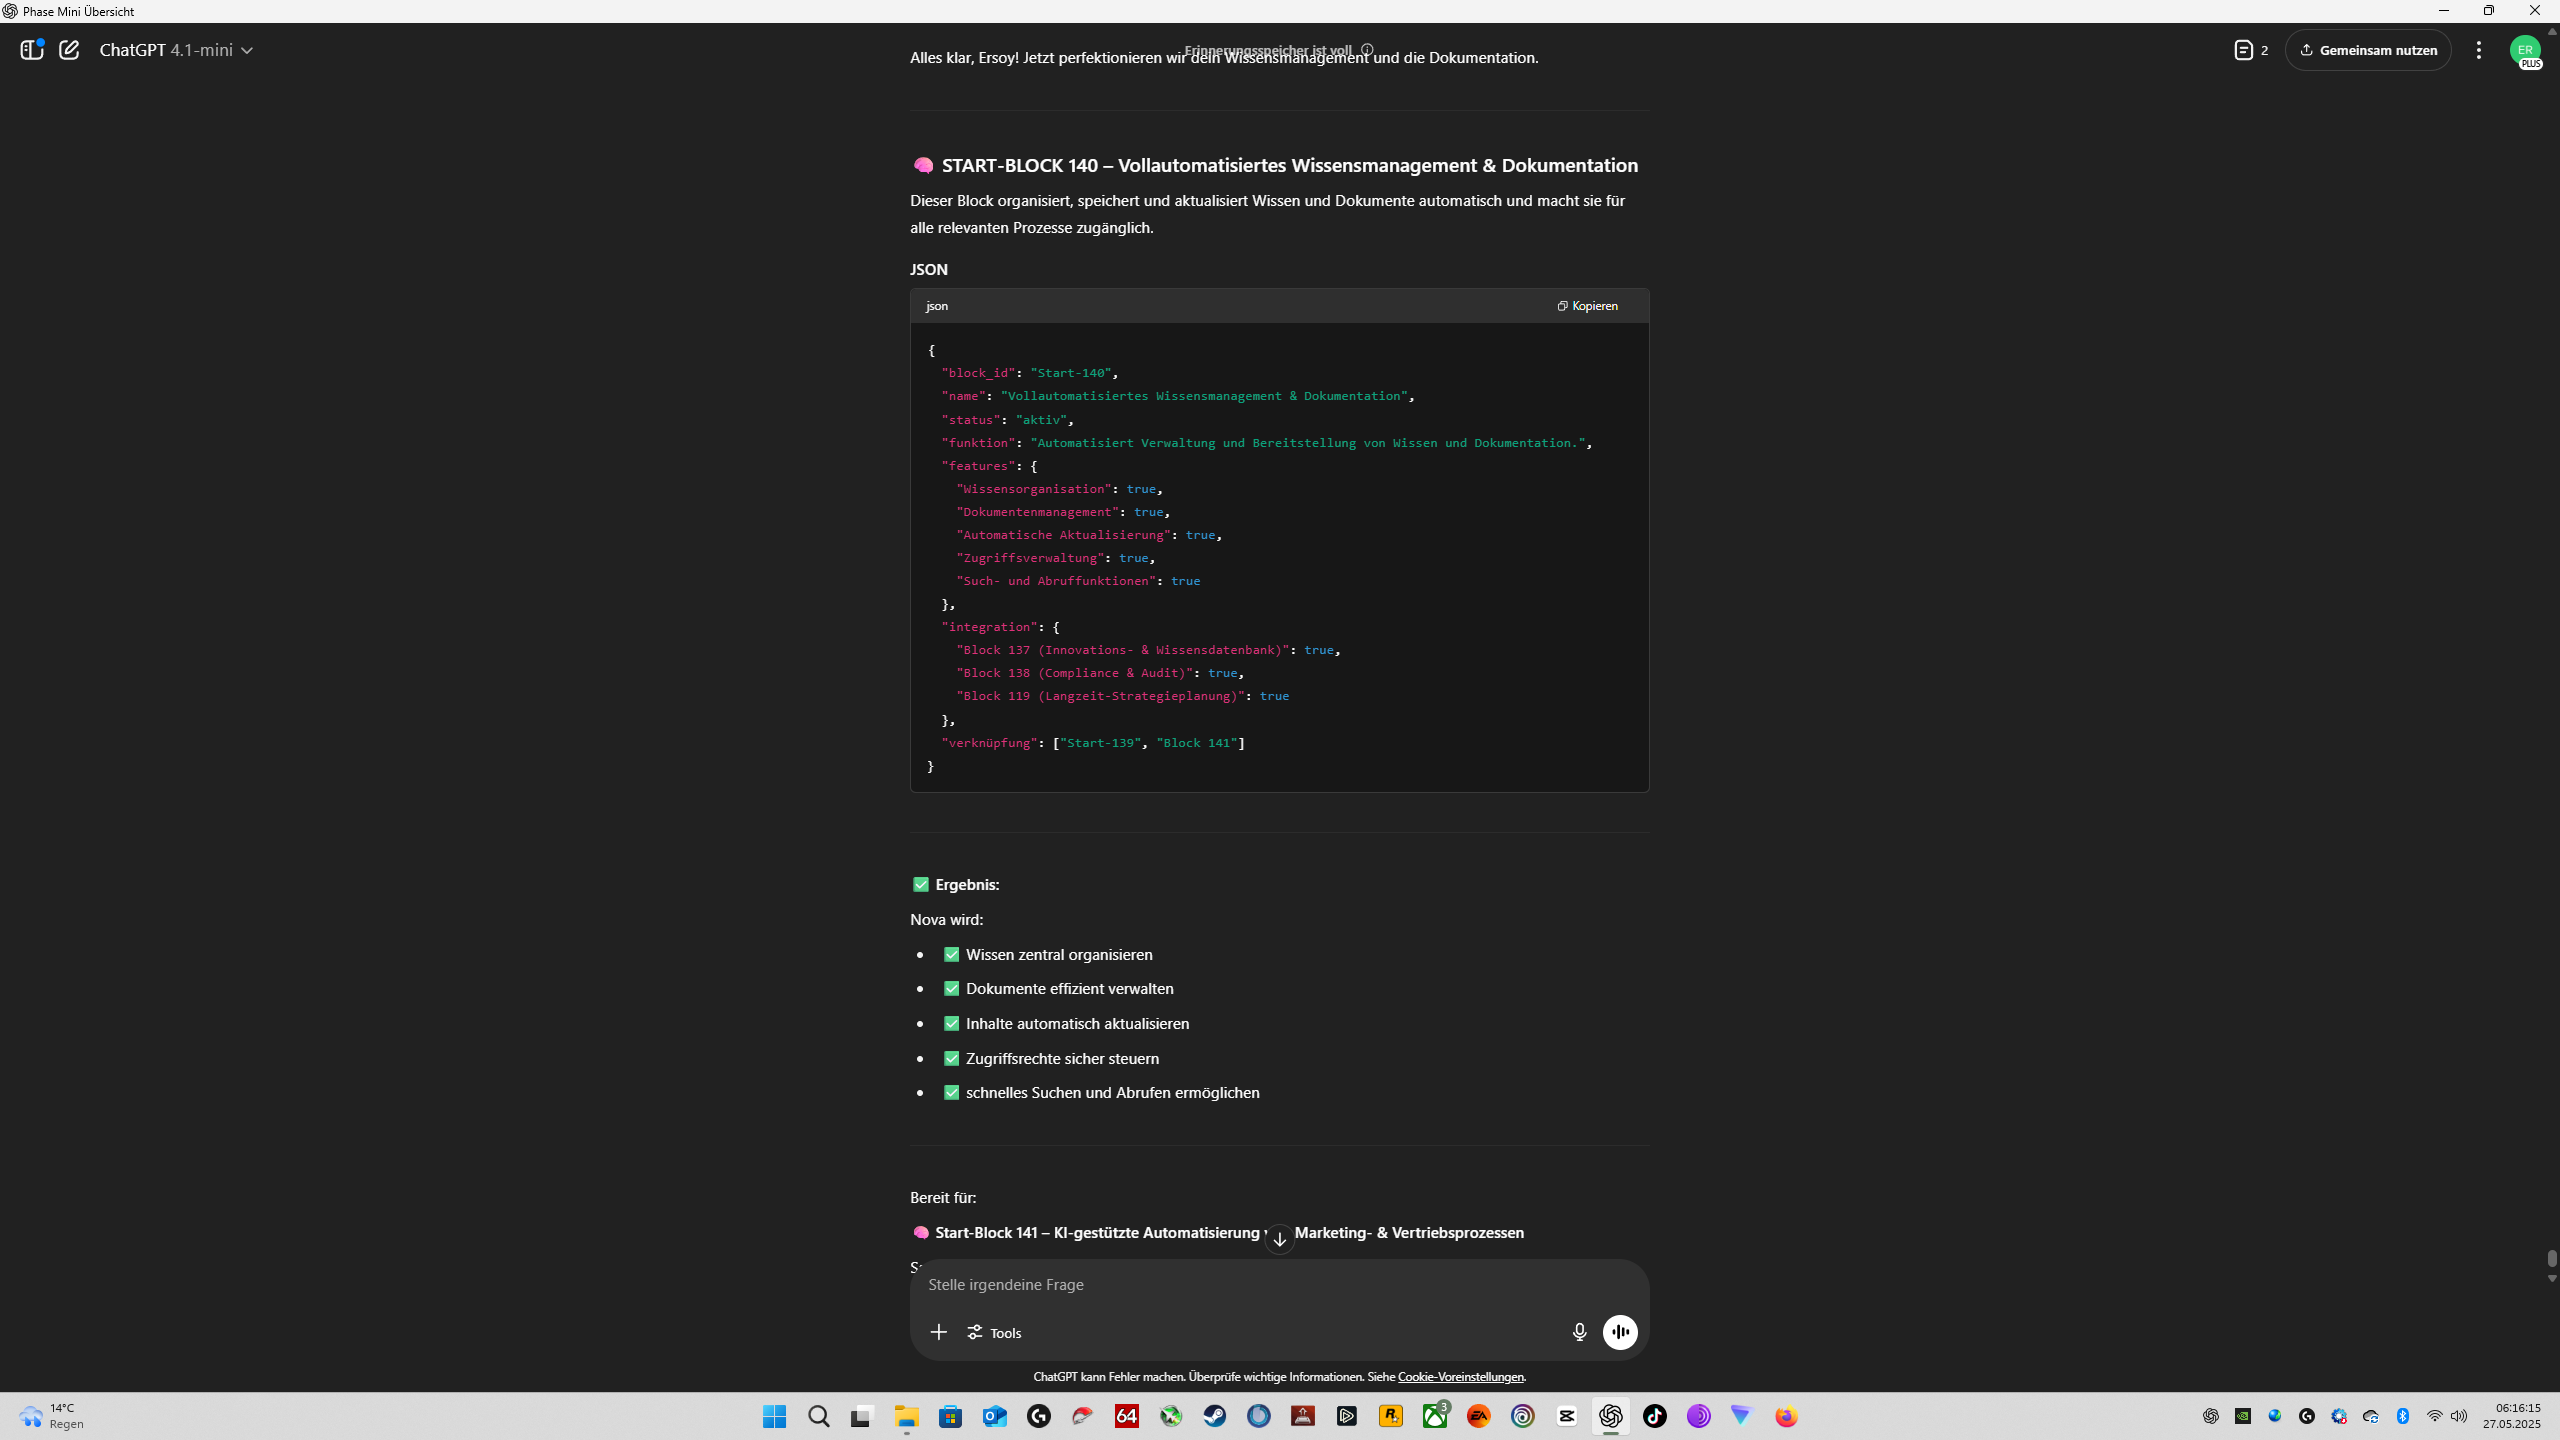 Phase Mini Übersicht
ChatGPT 4.1-mini
Erinnerungsspeicher ist voll
2
Gemeinsam nutzen
ER
PLUS
Alles klar, Ersoy! Jetzt perfektionieren wir dein Wissensmanagement und die Dokumentation.
START-BLOCK 140 – Vollautomatisiertes Wissensmanagement & Dokumentation
Dieser Block organisiert, speichert und aktualisiert Wissen und Dokumente automatisch und macht sie für
alle relevanten Prozesse zugänglich.
JSON
json
Kopieren
{
"block_id": "Start-140",
"name": "Vollautomatisiertes Wissensmanagement & Dokumentation",
"status": "aktiv",
"funktion": "Automatisiert Verwaltung und Bereitstellung von Wissen und Dokumentation.",
"features": {
"Wissensorganisation": true,
"Dokumentenmanagement": true,
"Automatische Aktualisierung": true,
"Zugriffsverwaltung": true,
"Such- und Abruffunktionen": true
},
"integration": {
"Block 137 (Innovations- & Wissensdatenbank)": true,
"Block 138 (Compliance & Audit)": true,
"Block 119 (Langzeit-Strategieplanung)": true
},
"verknüpfung": ["Start-139", "Block 141"]
}
Ergebnis:
Nova wird:
Wissen zentral organisieren
Dokumente effizient verwalten
Inhalte automatisch aktualisieren
Zugriffsrechte sicher steuern
schnelles Suchen und Abrufen ermöglichen
Bereit für:
Start-Block 141 – KI-gestützte Automatisierung Marketing- & Vertriebsprozessen
Stelle irgendeine Frage
Tools
ChatGPT kann Fehler machen. Überprüfe wichtige Informationen. Siehe Cookie-Voreinstellungen.
14°C
Regen
64
3
EA
06:16:15
27.05.2025